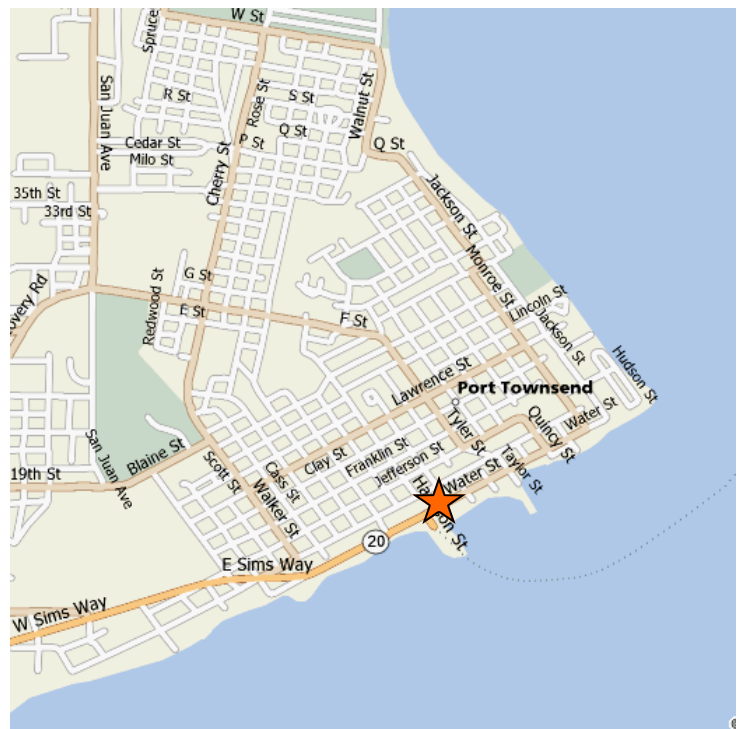 W St
Spruce
San Juan Ave
R St
Rose St
S St
Walnut St
Q St
P St
Q St
Cedar St
Milo St
Cherry St
35th St
33rd St
Jackson St
Monroe St
G St
Redwood St
E St
F St
Lincoln St
Jackson St
Hudson St
Lawrence St
Port Townsend
Tyler St
Quincy St
Water St
Clay St
Franklin St
Jefferson St
Taylor St
Water St
San Juan Ave
Blaine St
19th St
Scott St
Cass St
Walker St
20
E Sims Way
W Sims Way